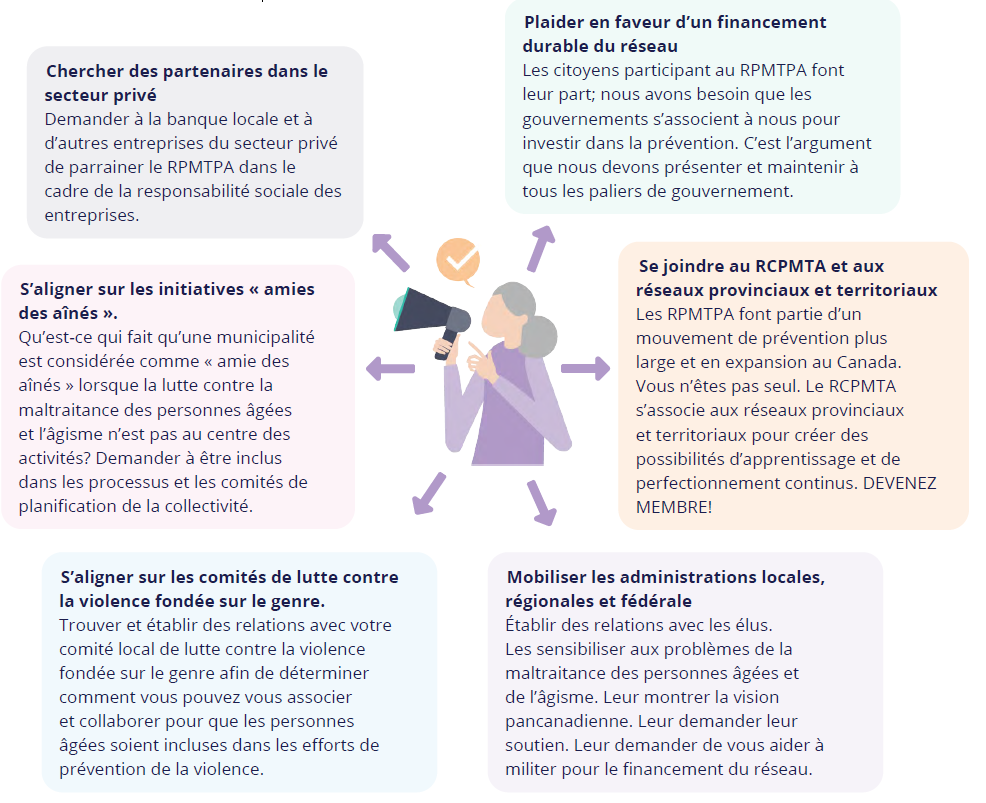 Chercher des partenaires dans le
secteur privé
Demander à la banque locale et à
d’autres entreprises du secteur privé
de parrainer le RPMTPA dans le
cadre de la responsabilité sociale des
entreprises.
Plaider en faveur d’un financement
durable du réseau
Les citoyens participant au RPMTPA font
leur part; nous avons besoin que les
gouvernements s’associent à nous pour
investir dans la prévention. C’est l’argument
que nous devons présenter et maintenir à
tous les paliers de gouvernement.
S’aligner sur les initiatives « amies
des aînés ».
Qu’est-ce qui fait qu’une municipalité
est considérée comme « amie des
aînés » lorsque la lutte contre la
maltraitance des personnes âgées
et l’âgisme n’est pas au centre des
activités? Demander à être inclus
dans les processus et les comités de
planification de la collectivité.
Se joindre au RCPMTA et aux
réseaux provinciaux et territoriaux
Les RPMTPA font partie d’un
mouvement de prévention plus
large et en expansion au Canada.
Vous n’êtes pas seul. Le RCPMTA
s’associe aux réseaux provinciaux
et territoriaux pour créer des
possibilités d’apprentissage et de
perfectionnement continus. DEVENEZ
MEMBRE!
S’aligner sur les comités de lutte contre
la violence fondée sur le genre.
Trouver et établir des relations avec votre
comité local de lutte contre la violence
fondée sur le genre afin de déterminer
comment vous pouvez vous associer
et collaborer pour que les personnes
âgées soient incluses dans les efforts de
prévention de la violence.
Mobiliser les administrations locales,
régionales et fédérale
Établir des relations avec les élus.
Les sensibiliser aux problèmes de la
maltraitance des personnes âgées et
de l’âgisme. Leur montrer la vision
pancanadienne. Leur demander leur
soutien. Leur demander de vous aider à
militer pour le financement du réseau.